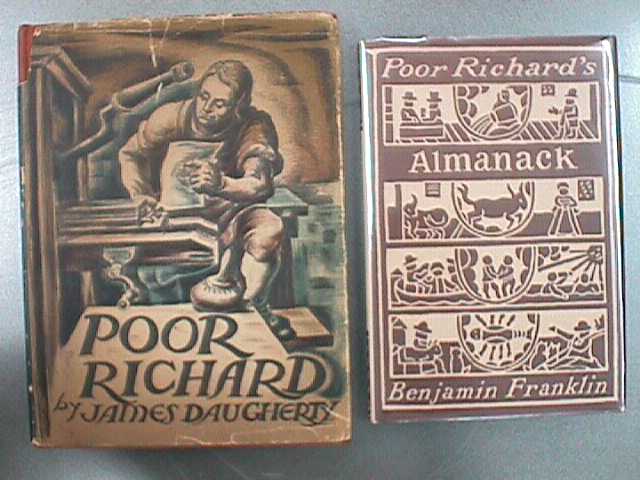 POOR
RICHARD
by JAMES DAUGHERTY
Poor Richard's
Almanack
Benjamin Franklin